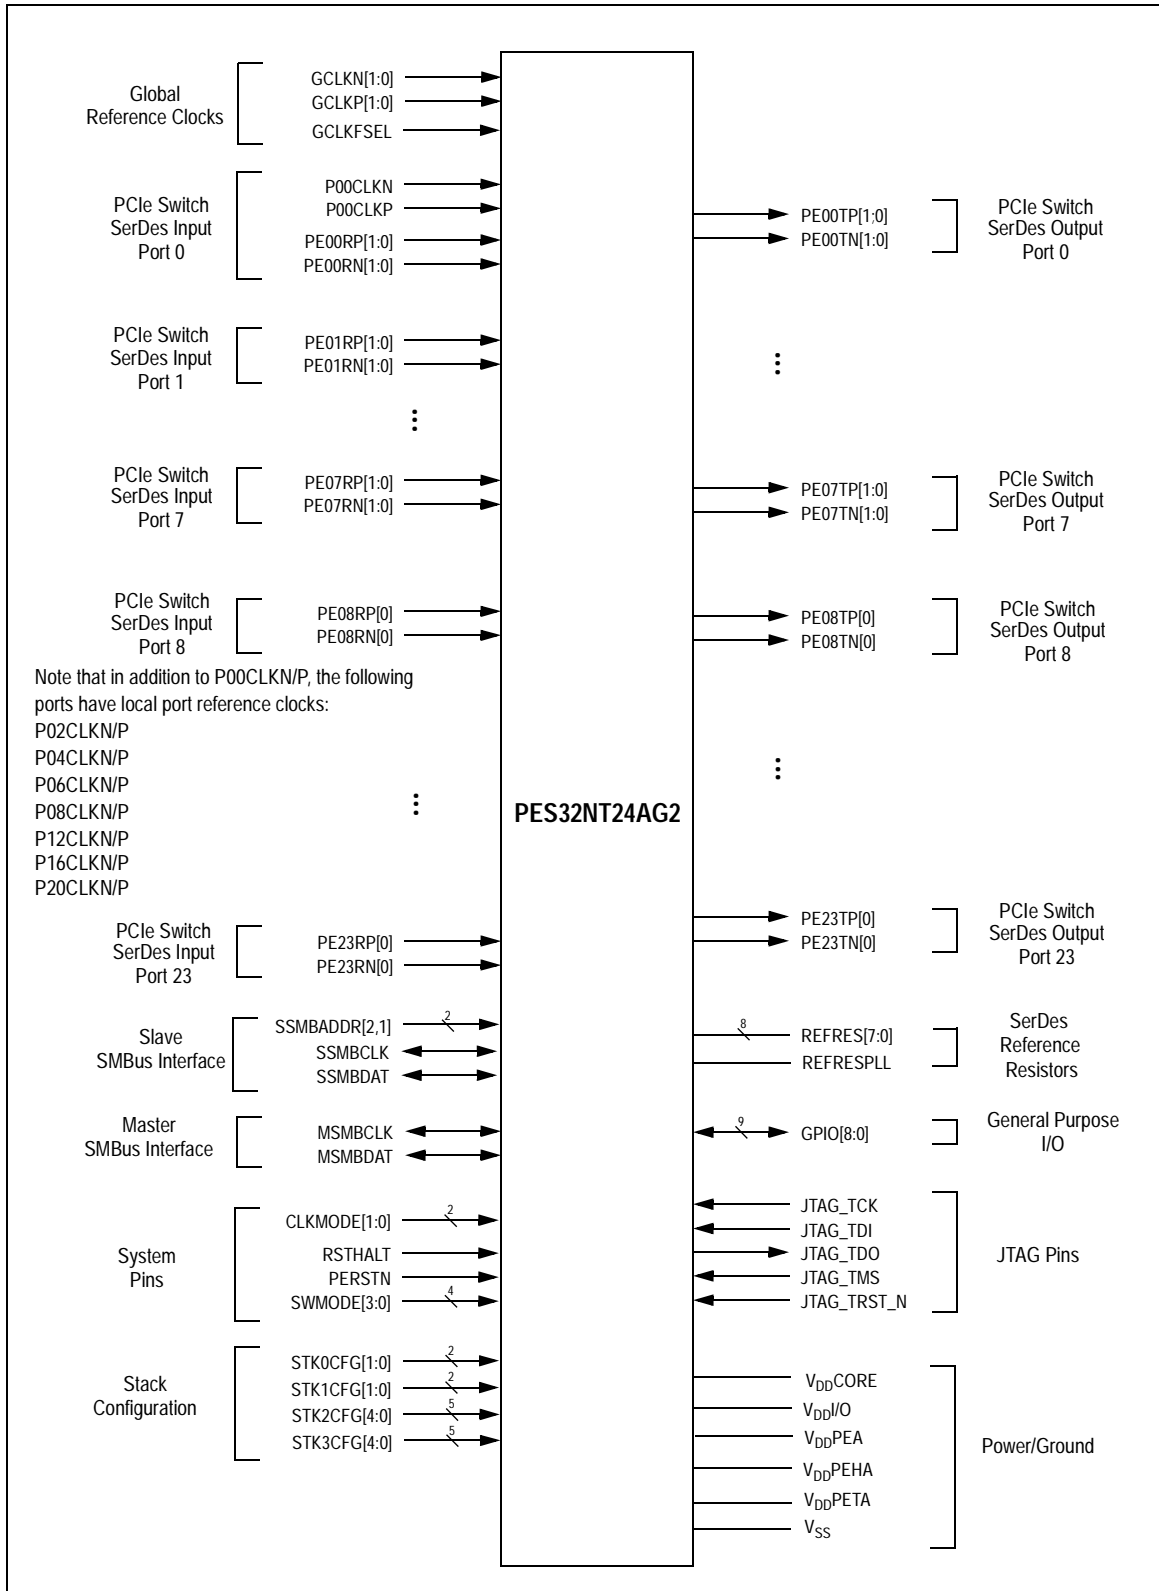 Global
Reference Clocks
GCLKN[1:0]
GCLKP[1:0]
GCLKFSEL
PCIe Switch
SerDes Input
Port 0
P00CLKN
P00CLKP
PE00RP[1:0]
PE00RN[1:0]
PCIe Switch
SerDes Input
Port 1
PE01RP[1:0]
PE01RN[1:0]
PCIe Switch
SerDes Input
Port 7
PE07RP[1:0]
PE07RN[1:0]
PCIe Switch
SerDes Input
Port 8
PE08RP[0]
PE08RN[0]
Note that in addition to P00CLKN/P, the following
ports have local port reference clocks:
P02CLKN/P
P04CLKN/P
P06CLKN/P
P08CLKN/P
P12CLKN/P
P16CLKN/P
P20CLKN/P
PCIe Switch
SerDes Input
Port 23
PE23RP[0]
PE23RN[0]
Slave
SMBus Interface
SSMBADDR[2,1]
2
SSMBCLK
SSMBDAT
Master
SMBus Interface
MSMBCLK
MSMBDAT
System
Pins
CLKMODE[1:0]
2
RSTHALT
PERSTN
SWMODE[3:0]
4
Stack
Configuration
STK0CFG[1:0]
2
STK1CFG[1:0]
2
STK2CFG[4:0]
5
STK3CFG[4:0]
5
PES32NT24AG2
PE00TP[1;0]
PE00TN[1:0]
PCIe Switch
SerDes Output
Port 0
PE07TP[1:0]
PE07TN[1:0]
PCIe Switch
SerDes Output
Port 7
PE08TP[0]
PE08TN[0]
PCIe Switch
SerDes Output
Port 8
PE23TP[0]
PE23TN[0]
PCIe Switch
SerDes Output
Port 23
8
REFRES[7:0]
REFRESPLL
SerDes
Reference
Resistors
9
GPIO[8:0]
General Purpose
I/O
JTAG_TCK
JTAG_TDI
JTAG_TDO
JTAG_TMS
JTAG_TRST_N
JTAG Pins
VDDCORE
VDDI/O
VDDPEA
VDDPEHA
VDDPETA
VSS
Power/Ground